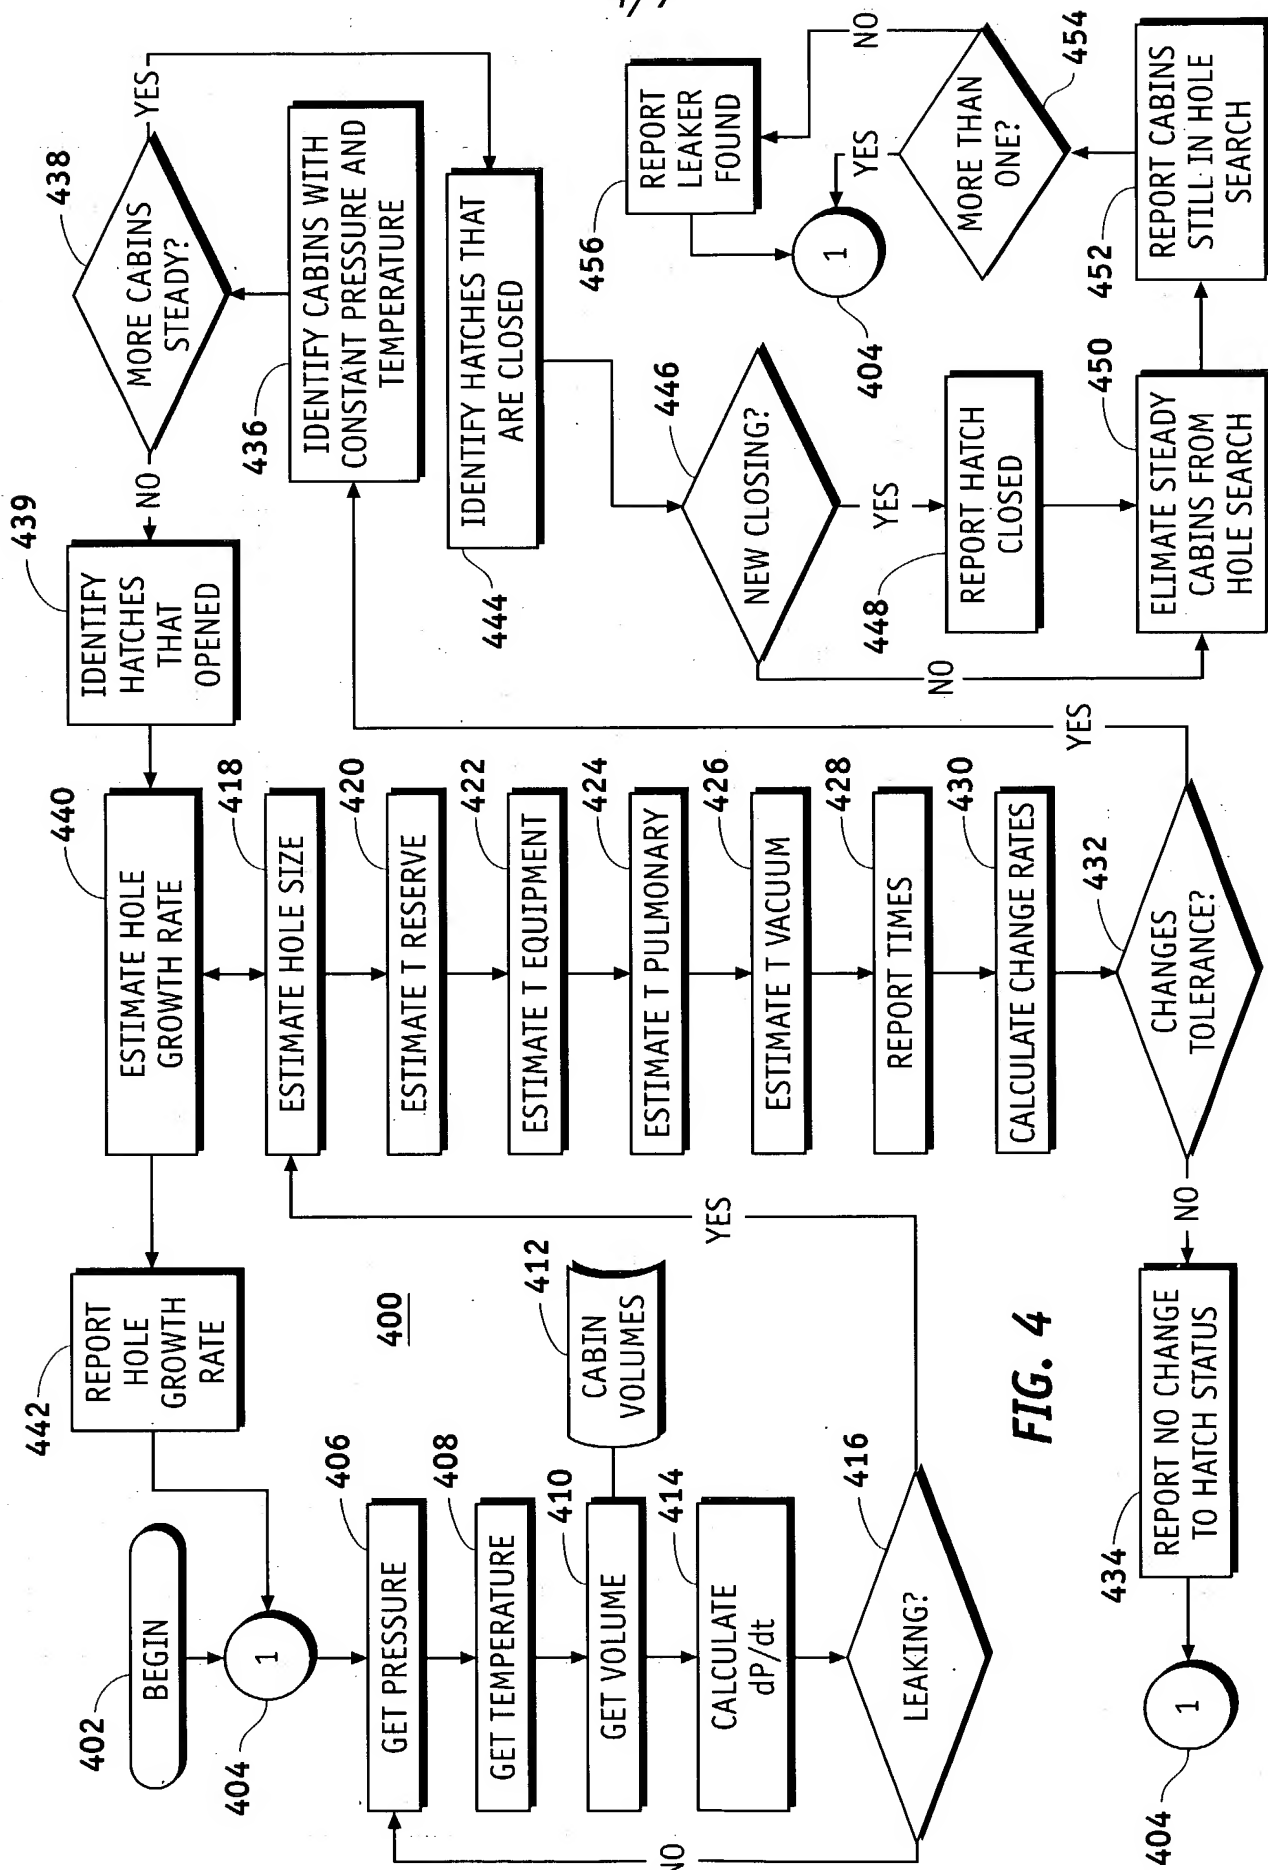 402
BEGIN
404
1
406
GET PRESSURE
408
GET TEMPERATURE
410
GET VOLUME
412
CABIN
VOLUMES
414
CALCULATE
dP/dt
416
LEAKING?
NO
YES
400
442
REPORT
HOLE
GROWTH
RATE
440
ESTIMATE HOLE
GROWTH RATE
418
ESTIMATE HOLE SIZE
420
ESTIMATE T RESERVE
422
ESTIMATE T EQUIPMENT
424
ESTIMATE T PULMONARY
426
ESTIMATE T VACUUM
428
REPORT TIMES
430
CALCULATE CHANGE RATES
432
CHANGES
TOLERANCE?
NO
YES
434
REPORT NO CHANGE
TO HATCH STATUS
404
1
439
IDENTIFY
HATCHES
THAT
OPENED
NO
438
MORE CABINS
STEADY?
YES
436
IDENTIFY CABINS WITH
CONSTANT PRESSURE AND
TEMPERATURE
444
IDENTIFY HATCHES THAT
ARE CLOSED
446
NEW CLOSING?
YES
NO
448
REPORT HATCH
CLOSED
450
ELIMATE STEADY
CABINS FROM
HOLE SEARCH
452
REPORT CABINS
STILL IN HOLE
SEARCH
454
MORE THAN
ONE?
YES
NO
456
REPORT
LEAKER
FOUND
404
1
FIG. 4